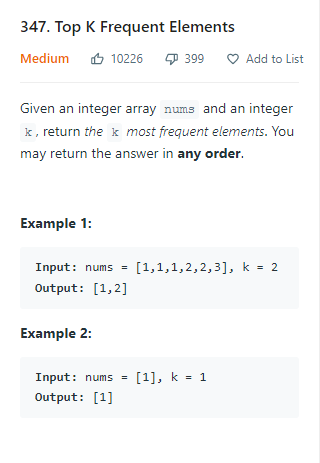 347. Top K Frequent Elements
Medium 10226 399 Add to List
Given an integer array nums and an integer
k, return the k most frequent elements. You
may return the answer in any order.
Example 1:
Input: nums = [1,1,1,2,2,3], k = 2
Output: [1,2]
Example 2:
Input: nums = [1], k = 1
Output: [1]